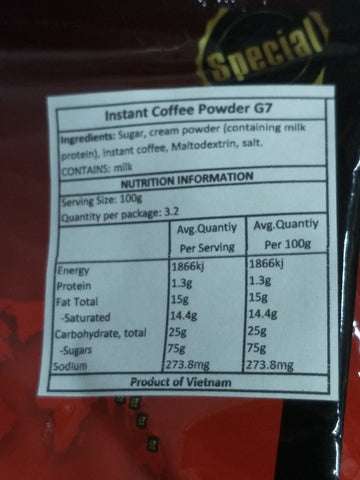 Special
Instant Coffee Powder G7
Ingredients: Sugar, cream powder (containing milk
protein), instant coffee, Maltodextrin, salt.
CONTAINS: milk
NUTRITION INFORMATION
Serving Size: 100g
Quantity per package: 3.2
Avg.Quantiy Per Serving Avg.Quantiy Per 100g
Energy 1866kj 1866kj
Protein 1.3g 1.3g
Fat Total 15g 15g
-Saturated 14.4g 14.4g
Carbohydrate, total 25g 25g
-Sugars 75g 75g
Sodium 273.8mg 273.8mg
Product of Vietnam